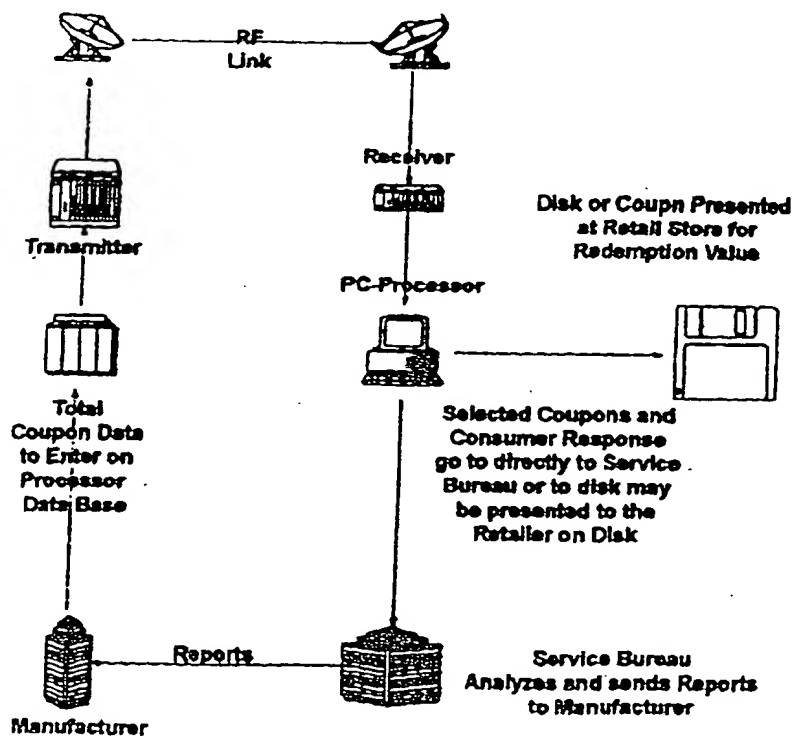 RF
Link
Receiver
Transmitter
Disk or Coupn Presented
at Retail Store for
Redemption Value
PC-Processor
Total
Coupon Data
to Enter on
Processor
Data Base
Selected Coupons and
Consumer Response
go to directly to Service
Bureau or to disk may
be presented to the
Retailer on Disk
Reports
Service Bureau
Analyzes and sends Reports
to Manufacturer
Manufacturer